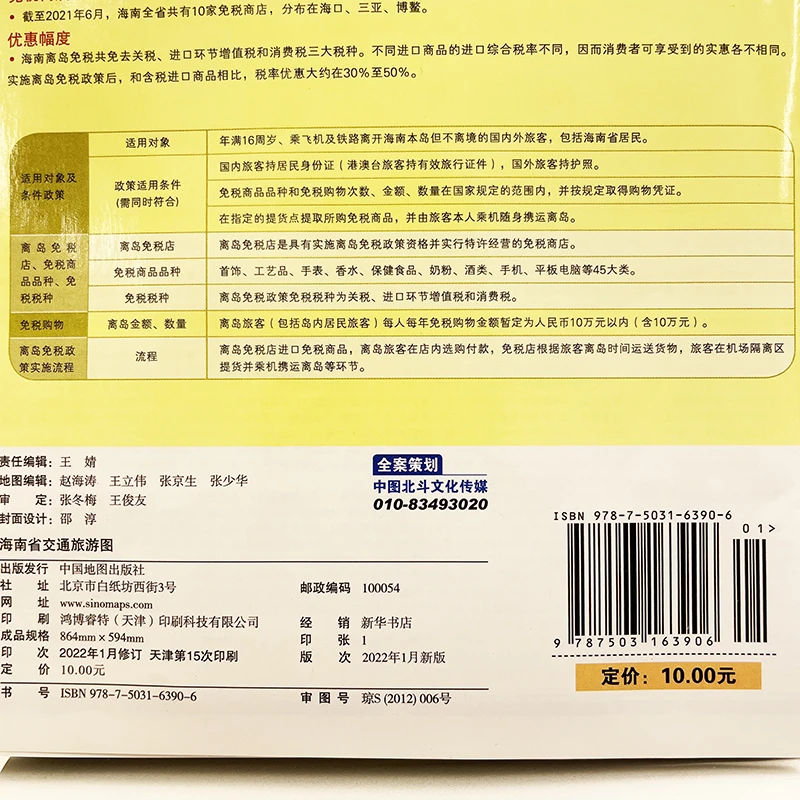 • 截至2021年6月，海南全省共有10家免税商店，分布在海口、三亚、博鳌。
优惠幅度
• 海南离岛免税共免去关税、进口环节增值税和消费税三大税种。不同进口商品的进口综合税率不同，因而消费者可享受到的实惠各不相同。
实施离岛免税政策后，和含税进口商品相比，税率优惠大约在30％至50％。
适用对象及
条件政策
适用对象
年满16周岁、乘飞机及铁路离开海南本岛但不离境的国内外旅客，包括海南省居民。
政策适用条件
(需同时符合)
国内旅客持居民身份证（港澳台旅客持有效旅行证件），国外旅客持护照。
免税商品品种和免税购物次数、金额、数量在国家规定的范围内，并按规定取得购物凭证。
在指定的提货点提取所购免税商品，并由旅客本人乘机随身携运离岛。
离岛免税
店、免税商
品品种、免
税税种
离岛免税店
离岛免税店是具有实施离岛免税政策资格并实行特许经营的免税商店。
免税商品品种
首饰、工艺品、手表、香水、保健食品、奶粉、酒类、手机、平板电脑等45大类。
免税税种
离岛免税政策免税税种为关税、进口环节增值税和消费税。
免税购物
离岛金额、数量
离岛旅客（包括岛内居民旅客）每人每年免税购物金额暂定为人民币10万元以内（含10万元）。
离岛免税政
策实施流程
流程
离岛免税店进口免税商品，离岛旅客在店内选购付款，免税店根据旅客离岛时间运送货物，旅客在机场隔离区
提货并乘机携运离岛等环节。
责任编辑：王 婧
地图编辑：赵海涛 王立伟 张京生 张少华
审 定：张冬梅 王俊友
封面设计：邵 淳
全案策划
中图北斗文化传媒
010-83493020
海南省交通旅游图
出版发行 中国地图出版社
社 址 北京市白纸坊西街3号
邮政编码 100054
网 址 www.sinomaps.com
印 刷 鸿博睿特（天津）印刷科技有限公司
经 销 新华书店
成品规格 864mm×594mm
印 张 1
印 次 2022年1月修订 天津第15次印刷
版 次 2022年1月新版
定 价 10.00元
书 号 ISBN 978-7-5031-6390-6
审 图 号 琼S (2012) 006号
ISBN 978-7-5031-6390-6
01>
9 787503 163906
定价：10.00元